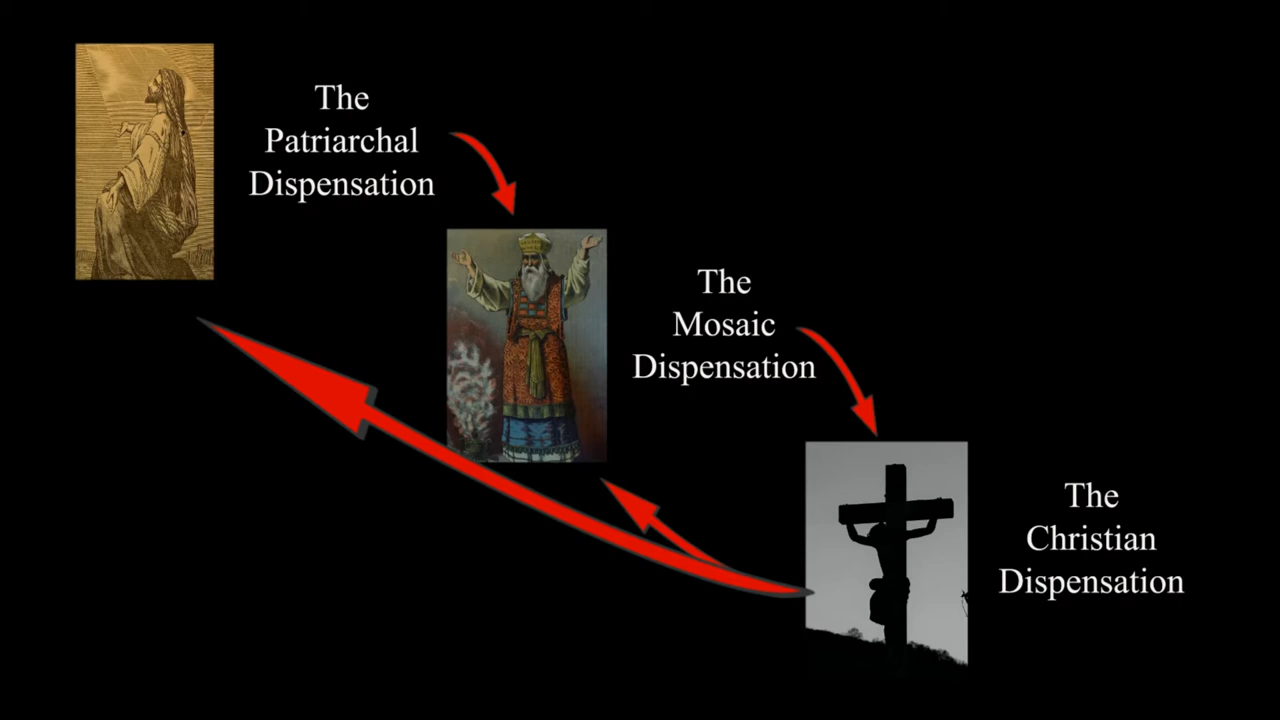 The
Patriarchal
Dispensation
The
Mosaic
Dispensation
The
Christian
Dispensation